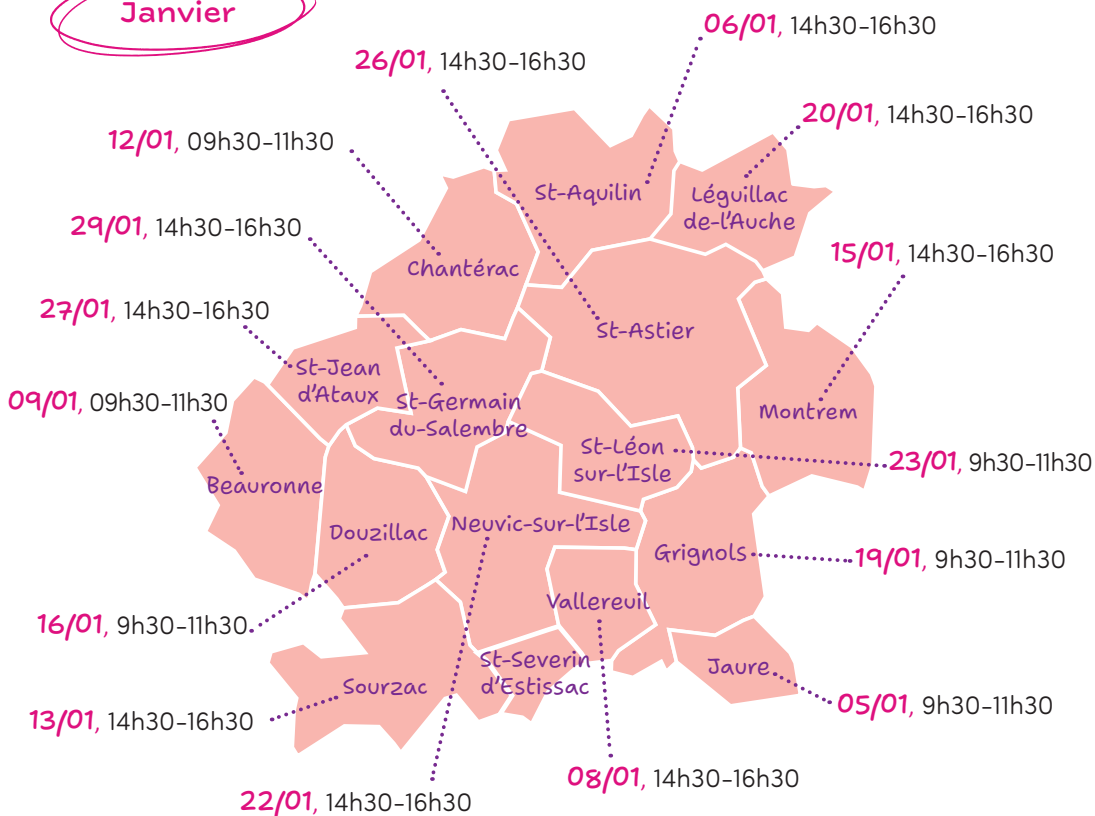 Janvier
06/01, 14h30-16h30
26/01, 14h30-16h30
20/01, 14h30-16h30
12/01, 09h30-11h30
St-Aquilin
Léguillac
de-l'Auche
29/01, 14h30-16h30
15/01, 14h30-16h30
Chantérac
27/01, 14h30-16h30
St-Astier
St-Jean
d'Ataux
09/01, 09h30-11h30
St-Germain
du-Salembre
Montrem
St-Léon
sur-l'Isle
23/01, 9h30-11h30
Beauronne
Douzillac
Neuvic-sur-l'Isle
Grignols
19/01, 9h30-11h30
Vallereuil
16/01, 9h30-11h30
St-Severin
d'Estissac
Jaure
Sourzac
05/01, 9h30-11h30
13/01, 14h30-16h30
08/01, 14h30-16h30
22/01, 14h30-16h30